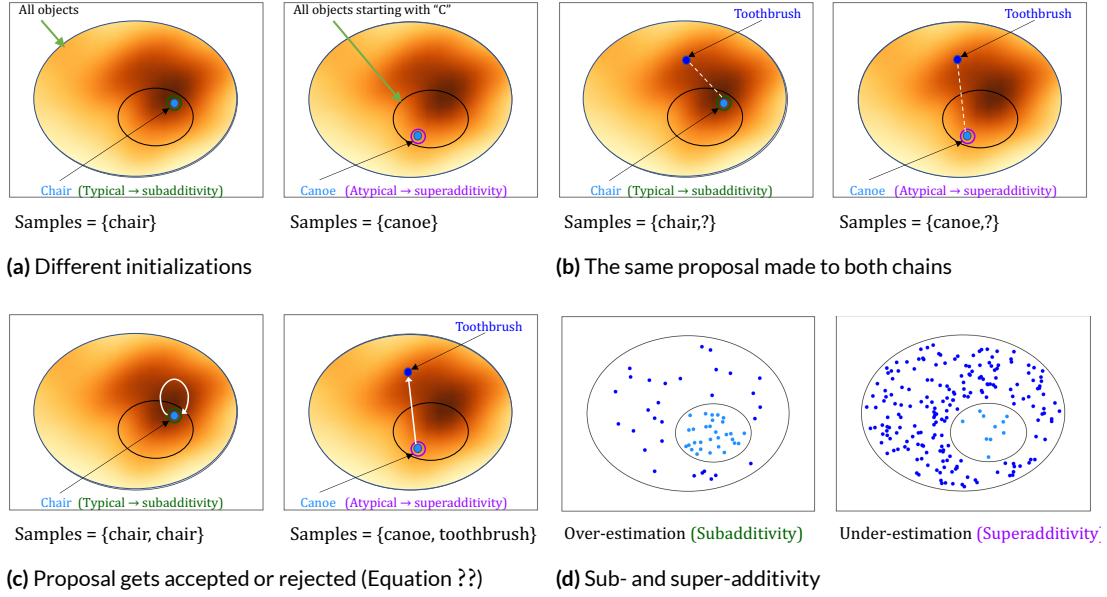 All objects
All objects starting with “C”
Chair (Typical → subadditivity)
Canoe (Atypical → superadditivity)
Samples = {chair}
Samples = {canoe}
(a) Different initializations
Toothbrush
Toothbrush
Chair (Typical → subadditivity)
Canoe (Atypical → superadditivity)
Samples = {chair,?}
Samples = {canoe,?}
(b) The same proposal made to both chains
Toothbrush
Chair (Typical → subadditivity)
Canoe (Atypical → superadditivity)
Samples = {chair, chair}
Samples = {canoe, toothbrush}
(c) Proposal gets accepted or rejected (Equation ??)
Over-estimation (Subadditivity)
Under-estimation (Superadditivity)
(d) Sub- and super-additivity